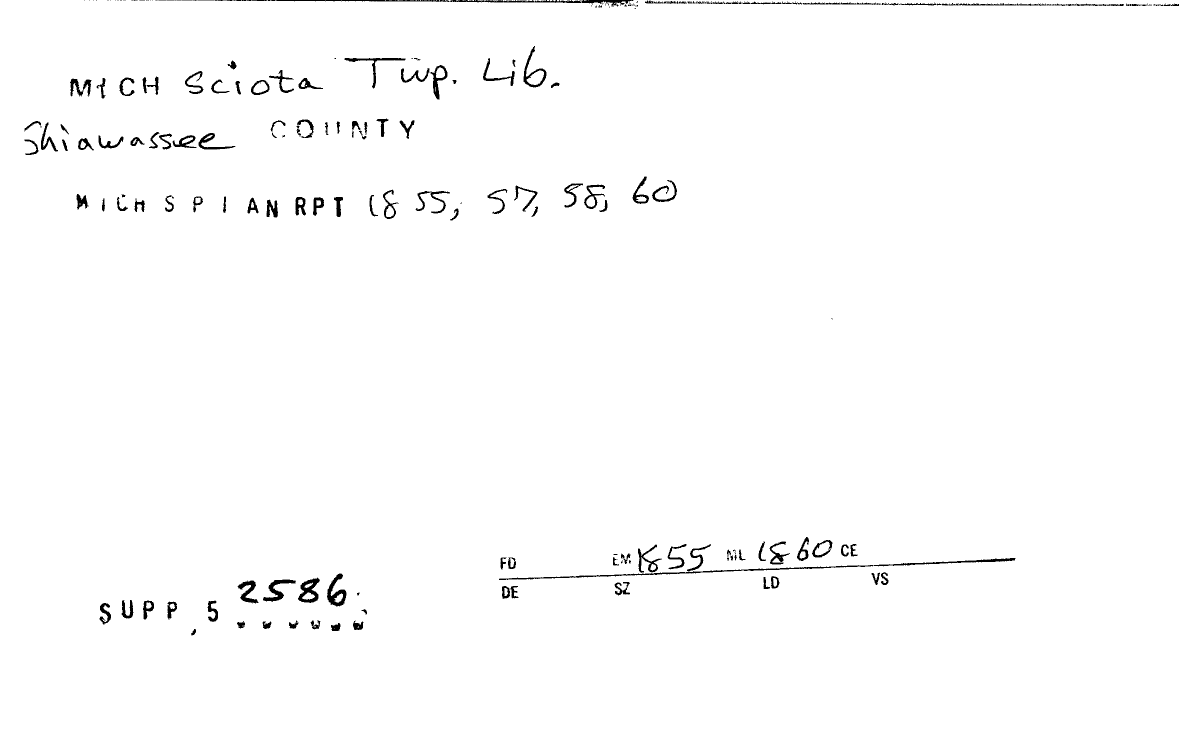 MICH Sciota Twp. Lib.
Shiawassee COUNTY
MICH S P I AN RPT 1855, 57, 58, 60
FD EM 1855 ML 1860 CE
DE SZ LD VS
SUPP, 5 2586